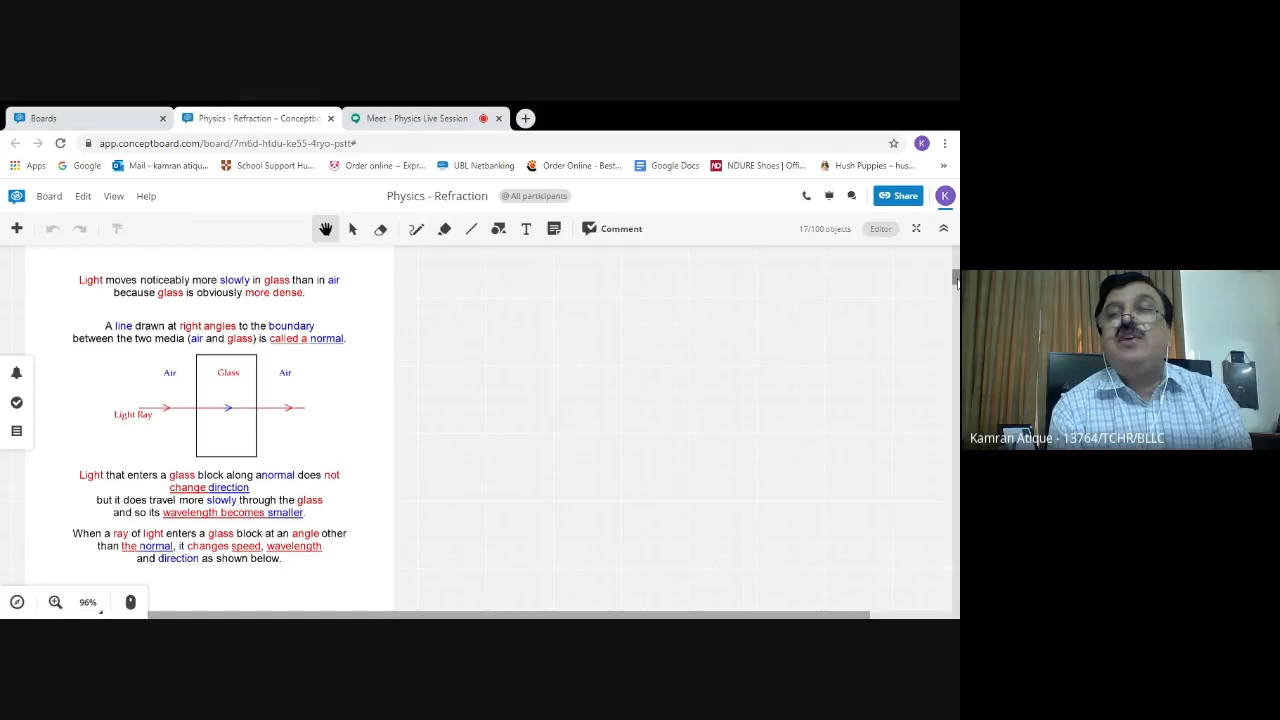 Boards
Physics - Refraction – Conceptbo
Meet - Physics Live Session
app.conceptboard.com/board/7m6d-htdu-ke55-4ryo-pstt#
K
Apps
Google
Mail - kamran atiqu...
School Support Hu...
Order online – Expr...
UBL Netbanking
Order Online - Best...
Google Docs
NDURE Shoes | Offi...
Hush Puppies – hus...
»
Board
Edit
View
Help
Physics - Refraction
@ All participants
Share
K
T
Comment
17/100 objects
Editor
Light moves noticeably more slowly in glass than in air
because glass is obviously more dense.
A line drawn at right angles to the boundary
between the two media (air and glass) is called a normal.
Air
Glass
Air
Light Ray
Light that enters a glass block along anormal does not
change direction
but it does travel more slowly through the glass
and so its wavelength becomes smaller.
When a ray of light enters a glass block at an angle other
than the normal, it changes speed, wavelength
and direction as shown below.
96%
Kamran Atique - 13764/TCHR/BLLC